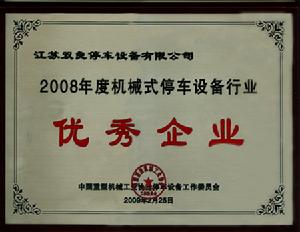 江苏双良停车设备有限公司
2008年度机械式停车设备行业
优秀企业
中国重型机械工业协会停车设备工作委员会
2009年2月25日